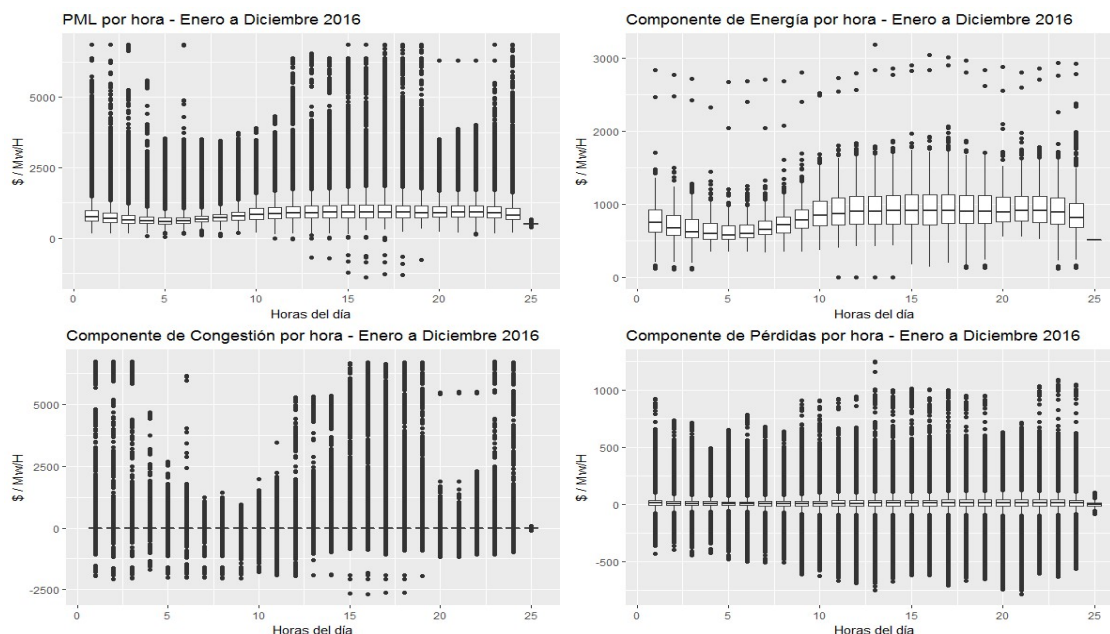 PML por hora - Enero a Diciembre 2016
$ / Mw/H
5000
2500
0
0 5 10 15 20 25
Horas del día
Componente de Energía por hora - Enero a Diciembre 2016
$ / Mw/H
3000
2000
1000
0
0 5 10 15 20 25
Horas del día
Componente de Congestión por hora - Enero a Diciembre 2016
$ / Mw/H
5000
2500
0
-2500
0 5 10 15 20 25
Horas del día
Componente de Pérdidas por hora - Enero a Diciembre 2016
$ / Mw/H
1000
500
0
-500
0 5 10 15 20 25
Horas del día